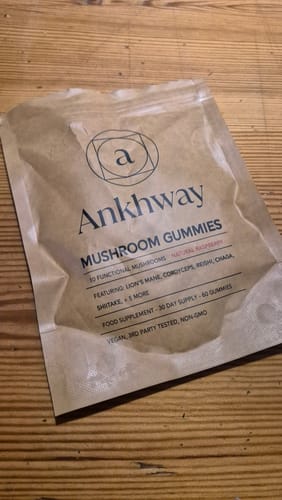 a
Ankhway
MUSHROOM GUMMIES
10 FUNCTIONAL MUSHROOMS - NATURAL RASPBERRY
FEATURING: LION'S MANE, CORDYCEPS, REISHI, CHAGA,
SHIITAKE, + 5 MORE
FOOD SUPPLEMENT - 30 DAY SUPPLY - 60 GUMMIES
VEGAN, 3RD PARTY TESTED, NON-GMO